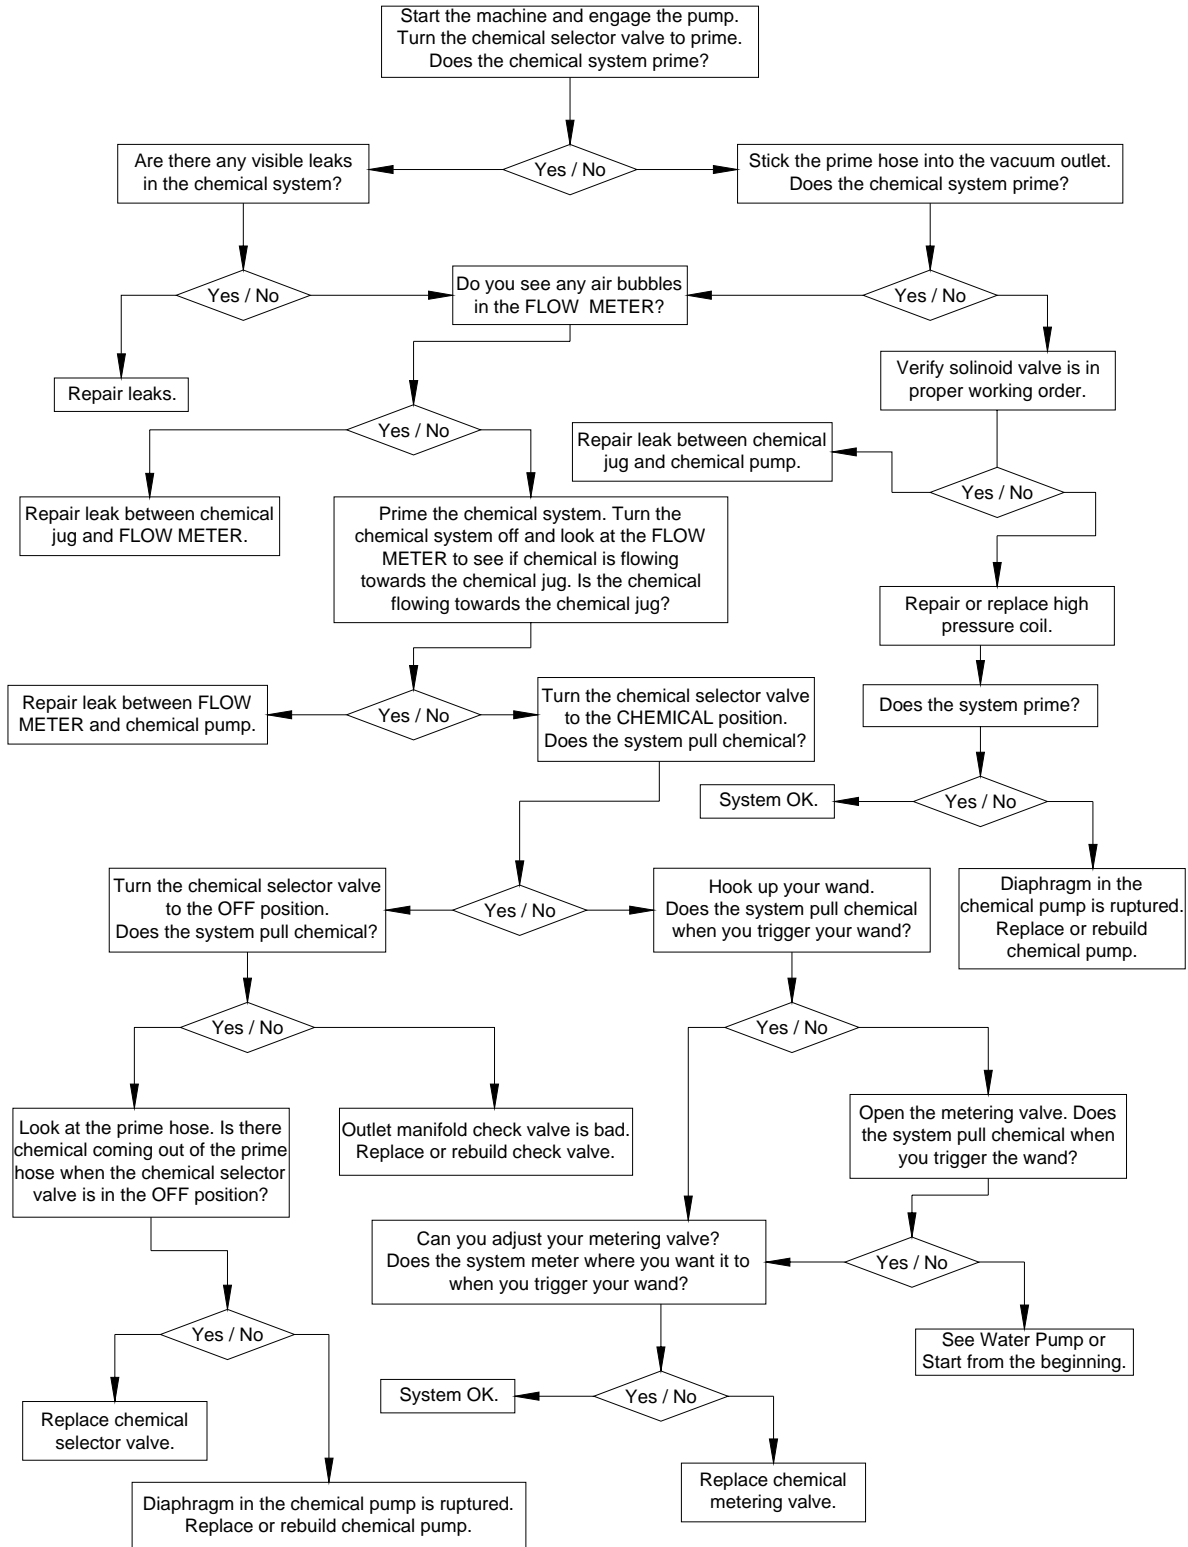 Start the machine and engage the pump.
Turn the chemical selector valve to prime.
Does the chemical system prime?
Yes / No
Are there any visible leaks
in the chemical system?
Stick the prime hose into the vacuum outlet.
Does the chemical system prime?
Yes / No
Do you see any air bubbles
in the FLOW METER?
Yes / No
Repair leaks.
Verify solinoid valve is in
proper working order.
Yes / No
Repair leak between chemical
jug and chemical pump.
Yes / No
Repair leak between chemical
jug and FLOW METER.
Prime the chemical system. Turn the
chemical system off and look at the FLOW
METER to see if chemical is flowing
towards the chemical jug. Is the chemical
flowing towards the chemical jug?
Repair or replace high
pressure coil.
Repair leak between FLOW
METER and chemical pump.
Yes / No
Turn the chemical selector valve
to the CHEMICAL position.
Does the system pull chemical?
Does the system prime?
System OK.
Yes / No
Turn the chemical selector valve
to the OFF position.
Does the system pull chemical?
Yes / No
Hook up your wand.
Does the system pull chemical
when you trigger your wand?
Diaphragm in the
chemical pump is ruptured.
Replace or rebuild
chemical pump.
Yes / No
Yes / No
Look at the prime hose. Is there
chemical coming out of the prime
hose when the chemical selector
valve is in the OFF position?
Outlet manifold check valve is bad.
Replace or rebuild check valve.
Open the metering valve. Does
the system pull chemical when
you trigger the wand?
Can you adjust your metering valve?
Does the system meter where you want it to
when you trigger your wand?
Yes / No
Yes / No
See Water Pump or
Start from the beginning.
System OK.
Yes / No
Replace chemical
selector valve.
Replace chemical
metering valve.
Diaphragm in the chemical pump is ruptured.
Replace or rebuild chemical pump.